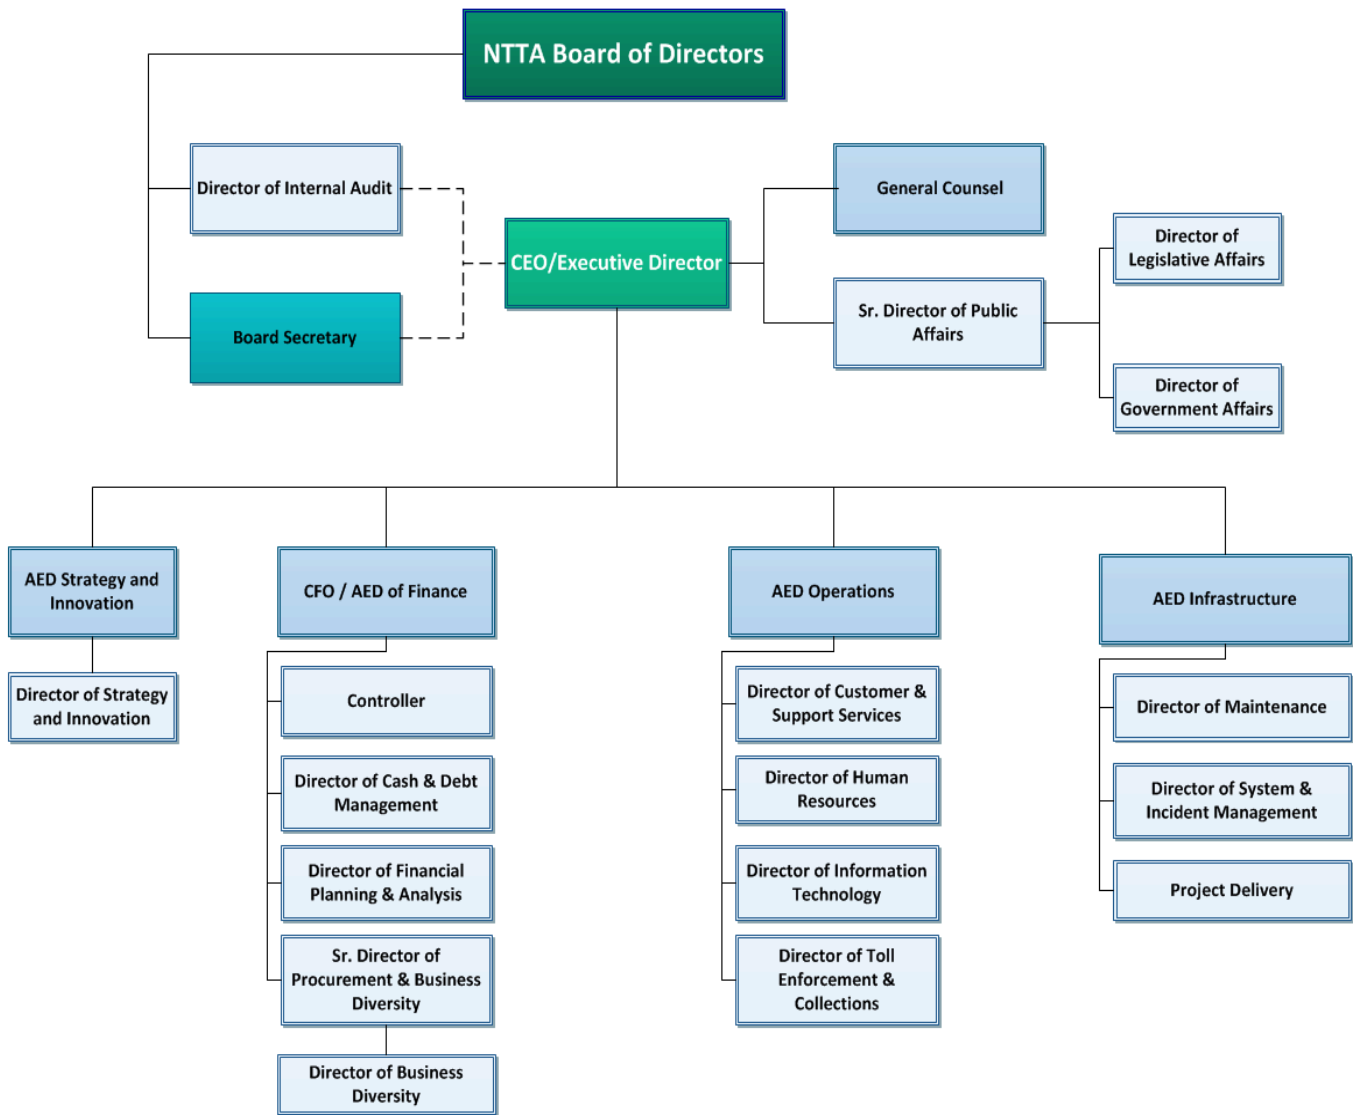 NTTA Board of Directors
Director of Internal Audit
General Counsel
CEO/Executive Director
Director of
Legislative Affairs
Board Secretary
Sr. Director of Public
Affairs
Director of
Government Affairs
AED Strategy and
Innovation
Director of Strategy
and Innovation
CFO / AED of Finance
Controller
Director of Cash & Debt
Management
Director of Financial
Planning & Analysis
Sr. Director of
Procurement & Business
Diversity
Director of Business
Diversity
AED Operations
Director of Customer &
Support Services
Director of Human
Resources
Director of Information
Technology
Director of Toll
Enforcement &
Collections
AED Infrastructure
Director of Maintenance
Director of System &
Incident Management
Project Delivery